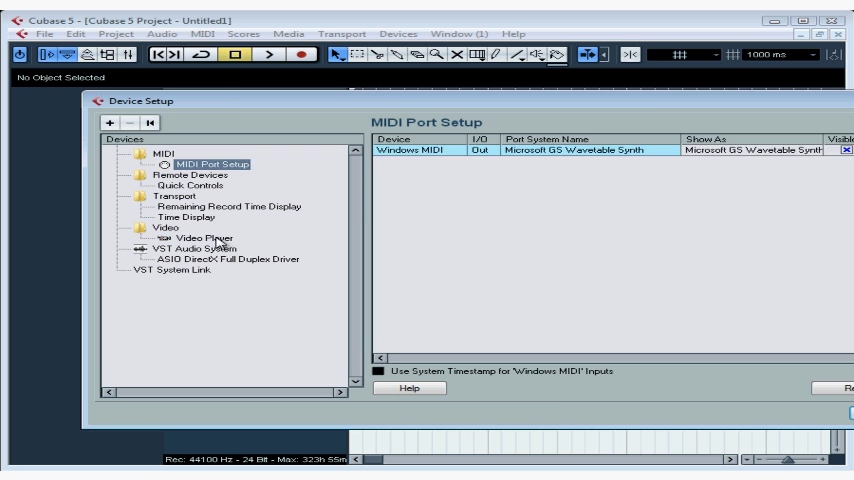 Cubase 5 - [Cubase 5 Project - Untitled1]
File Edit Project Audio MIDI Scores Media Transport Devices Window (1) Help
1000 ms
No Object Selected
Device Setup
Devices
MIDI
MIDI Port Setup
Remote Devices
Quick Controls
Transport
Remaining Record Time Display
Time Display
Video
Video Player
VST Audio System
ASIO DirectX Full Duplex Driver
VST System Link
MIDI Port Setup
Device I/O Port System Name Show As Visible
Windows MIDI Out Microsoft GS Wavetable Synth Microsoft GS Wavetable Synth
Use System Timestamp for 'Windows MIDI' Inputs
Help Re
Rec: 44100 Hz - 24 Bit - Max: 323h 55m